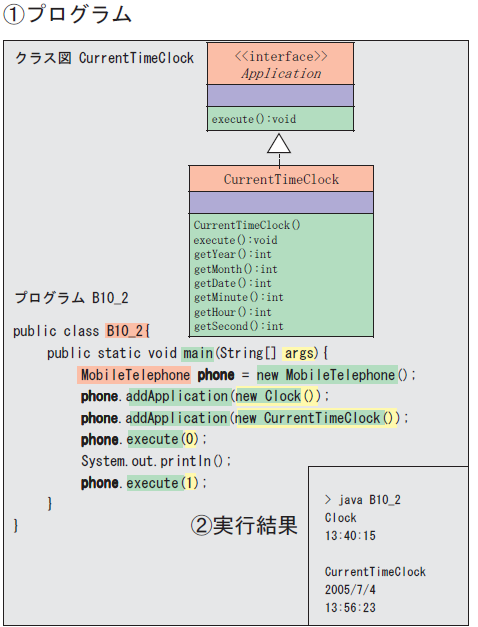 ①プログラム
クラス図 CurrentTimeClock
<<interface>>
Application
execute():void
CurrentTimeClock
CurrentTimeClock()
execute():void
getYear():int
getMonth():int
getDate():int
getMinute():int
getHour():int
getSecond():int
プログラム B10_2
public class B10_2{
public static void main(String[] args){
MobileTelephone phone = new MobileTelephone();
phone.addApplication(new Clock());
phone.addApplication(new CurrentTimeClock());
phone.execute(0);
System.out.println();
phone.execute(1);
}
}
②実行結果
> java B10_2
Clock
13:40:15
CurrentTimeClock
2005/7/4
13:56:23